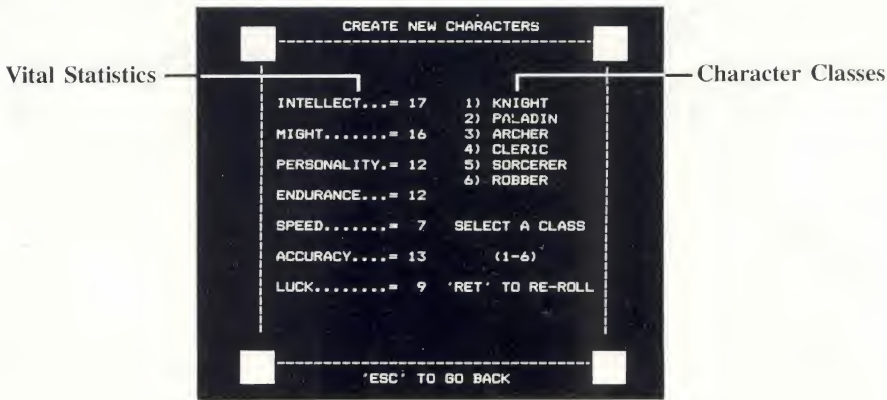 CREATE NEW CHARACTERS
Vital Statistics
Character Classes
INTELLECT...= 17
MIGHT.......= 16
PERSONALITY.= 12
ENDURANCE...= 12
SPEED.......= 7
ACCURACY....= 13
LUCK........= 9
1) KNIGHT
2) PALADIN
3) ARCHER
4) CLERIC
5) SORCERER
6) ROBBER
SELECT A CLASS
(1-6)
'RET' TO RE-ROLL
'ESC' TO GO BACK